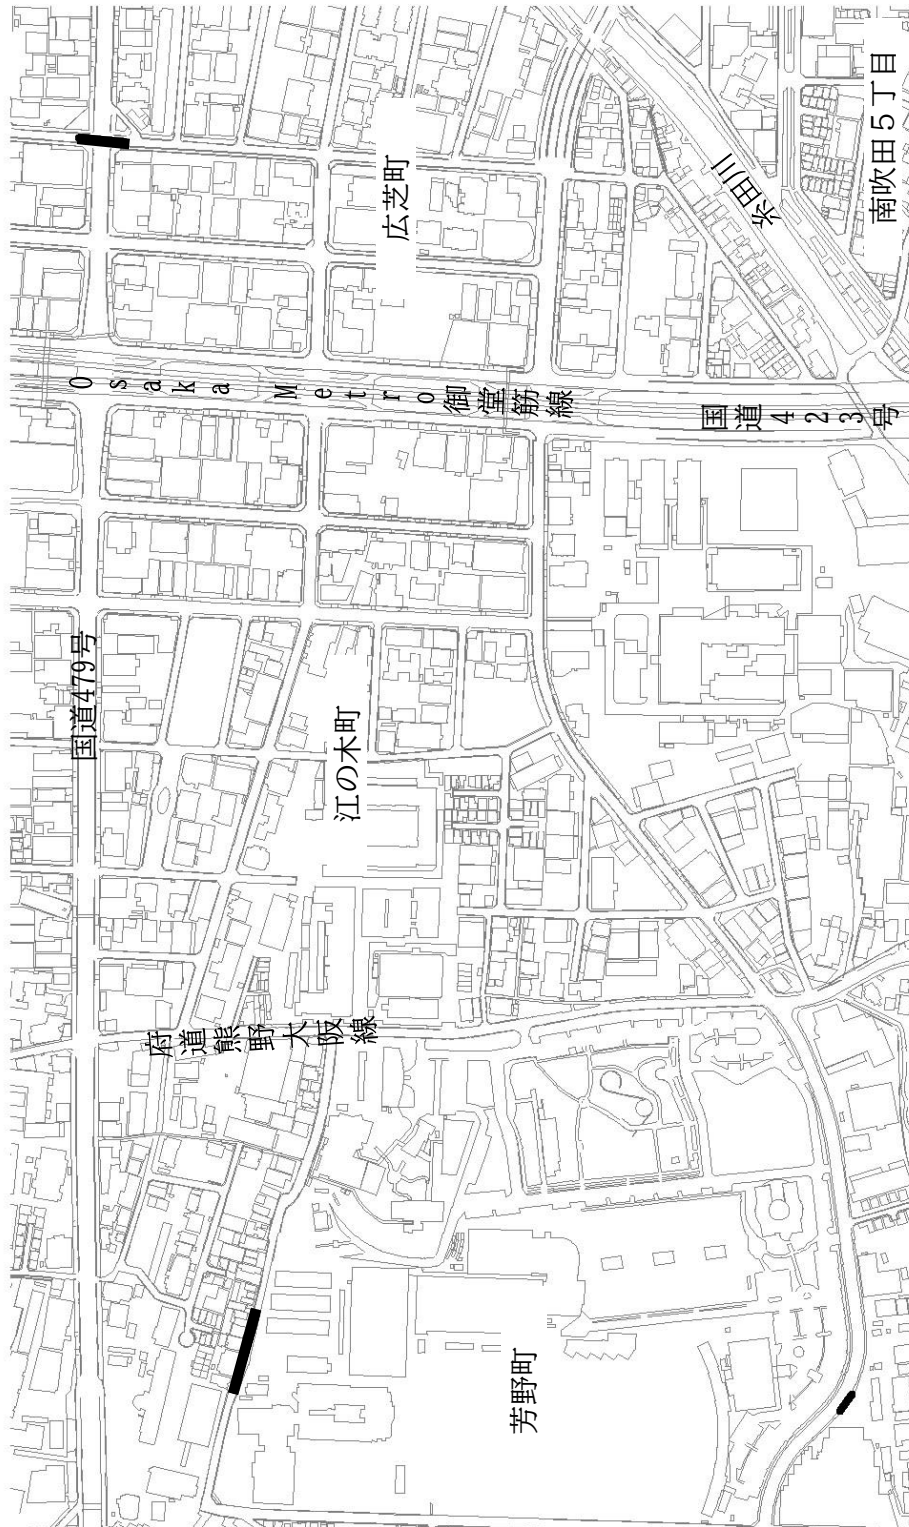 南吹田５丁目
糸田川
広芝町
Osaka Metro御堂筋線
国道４２３号
国道479号
江の木町
府道熊野大阪線
芳野町